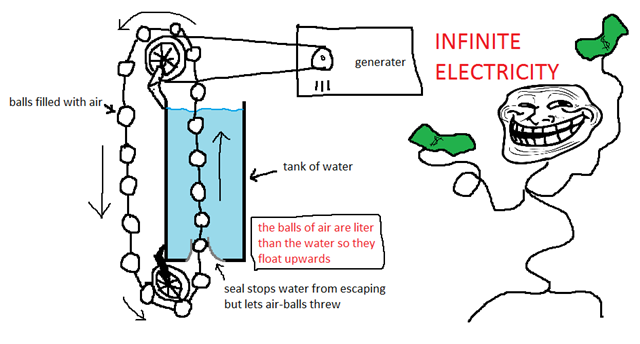 INFINITE
ELECTRICITY
generater
balls filled with air
tank of water
the balls of air are liter
than the water so they
float upwards
seal stops water from escaping
but lets air-balls threw